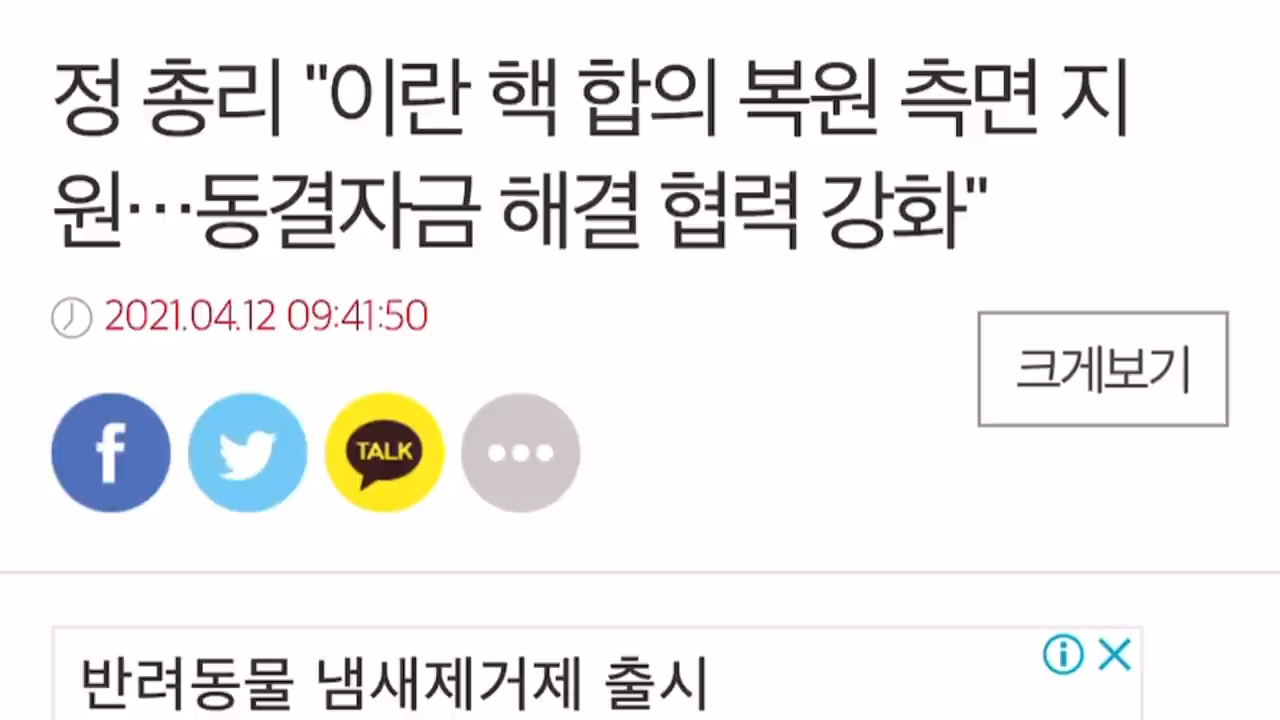 정 총리 "이란 핵 합의 복원 측면 지
원…동결자금 해결 협력 강화"
2021.04.12 09:41:50
크게보기
f
TALK
반려동물 냄새제거제 출시